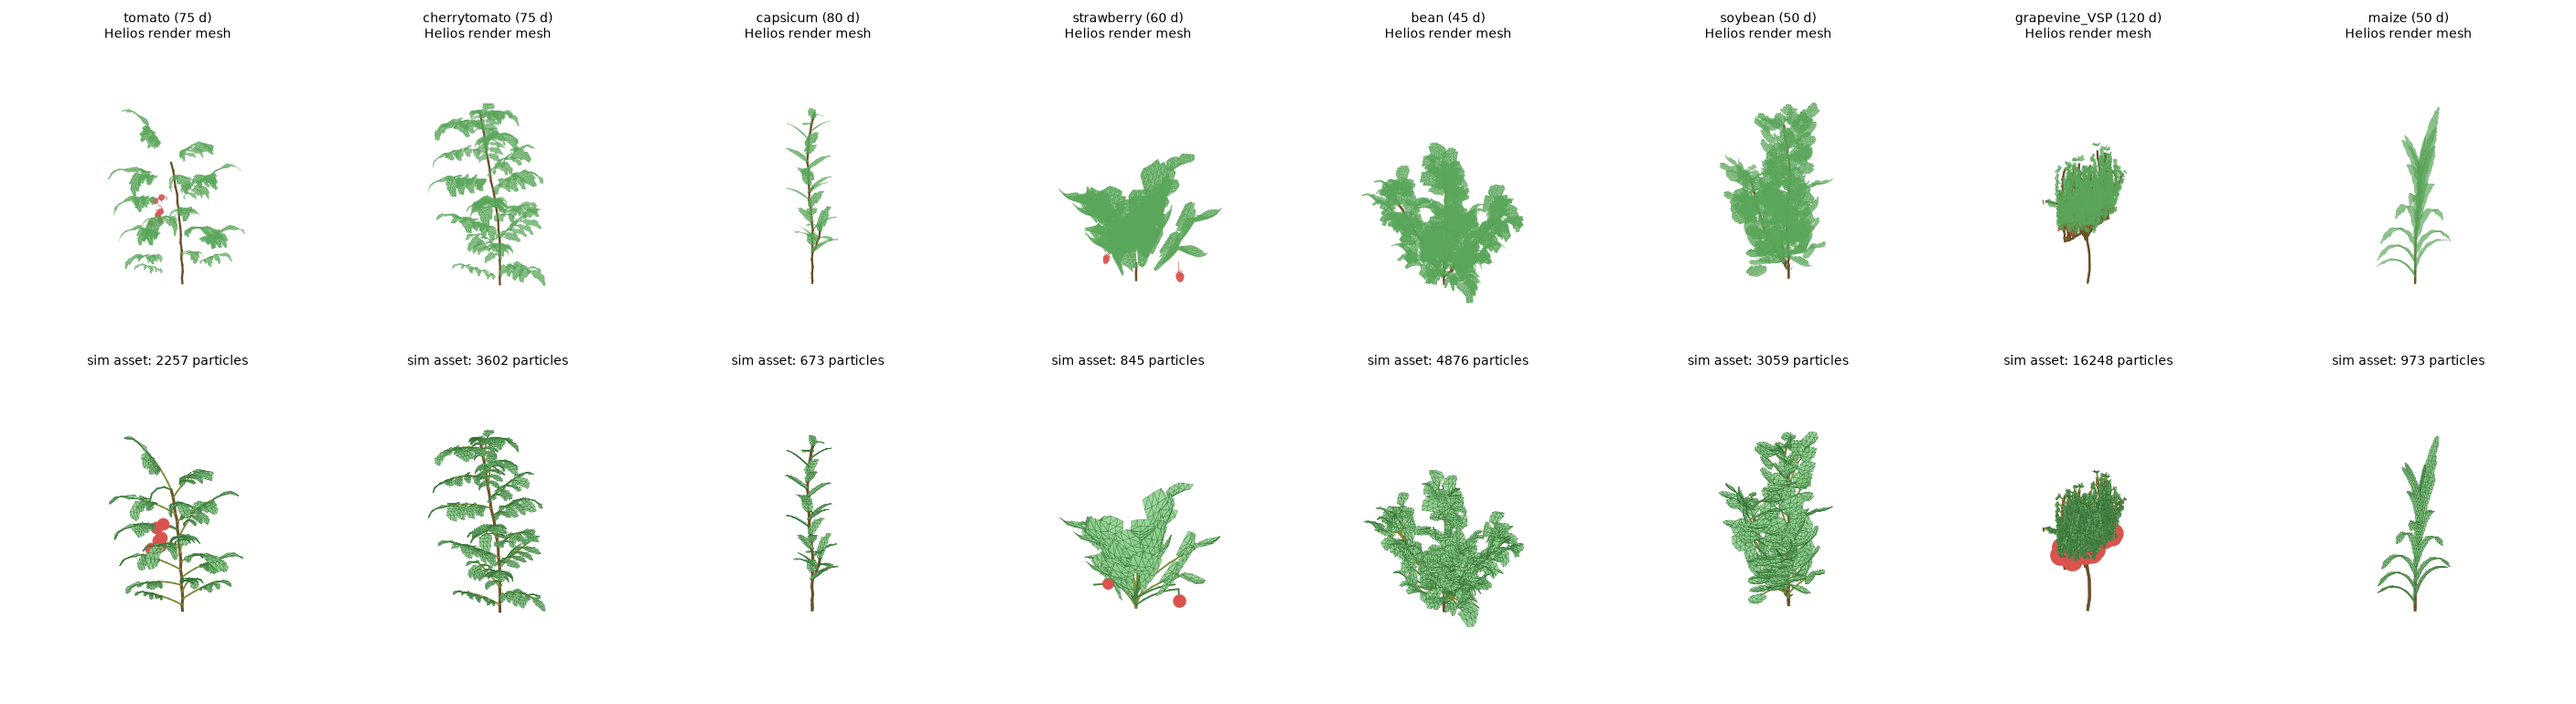 tomato (75 d)
Helios render mesh
cherrytomato (75 d)
Helios render mesh
capsicum (80 d)
Helios render mesh
strawberry (60 d)
Helios render mesh
bean (45 d)
Helios render mesh
soybean (50 d)
Helios render mesh
grapevine_VSP (120 d)
Helios render mesh
maize (50 d)
Helios render mesh
sim asset: 2257 particles
sim asset: 3602 particles
sim asset: 673 particles
sim asset: 845 particles
sim asset: 4876 particles
sim asset: 3059 particles
sim asset: 16248 particles
sim asset: 973 particles